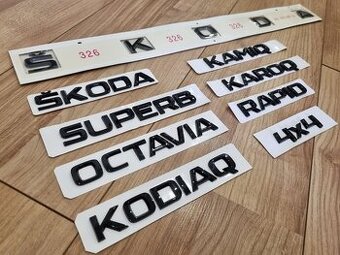 Š K O D A
326 326 326
ŠKODA
SUPERB
OCTAVIA
KODIAQ
KAMIQ
KAROQ
RAPID
4x4